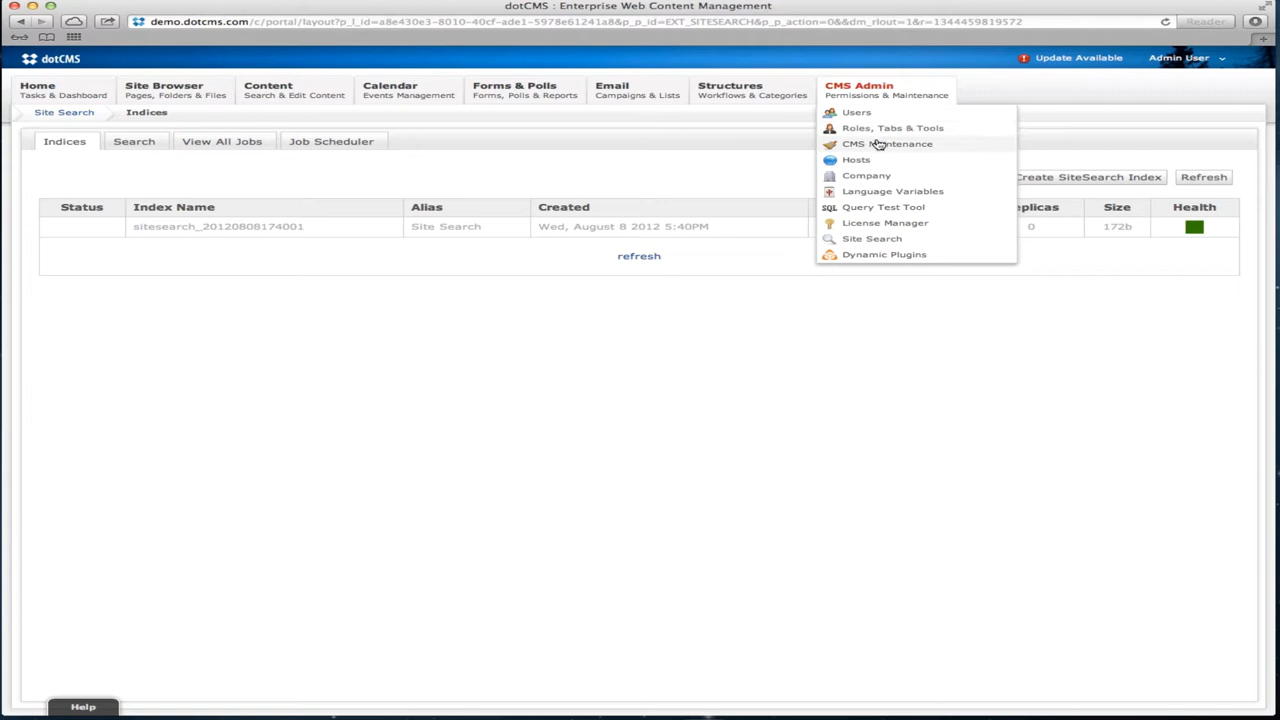 dotCMS : Enterprise Web Content Management
demo.dotcms.com/c/portal/layout?p_l_id=a8e430e3-8010-40cf-ade1-5978e61241a8&p_p_id=EXT_SITESEARCH&p_p_action=0&&dm_rlout=1&r=1344459819572
Reader
dotCMS
Update Available
Admin User
Home
Tasks & Dashboard
Site Browser
Pages, Folders & Files
Content
Search & Edit Content
Calendar
Events Management
Forms & Polls
Forms, Polls & Reports
Email
Campaigns & Lists
Structures
Workflows & Categories
CMS Admin
Permissions & Maintenance
Site Search
Indices
Users
Roles, Tabs & Tools
CMS Maintenance
Hosts
Company
Language Variables
SQL Query Test Tool
License Manager
Site Search
Dynamic Plugins
Indices
Search
View All Jobs
Job Scheduler
Create SiteSearch Index
Refresh
Status Index Name Alias Created Size Health
sitesearch_20120808174001 Site Search Wed, August 8 2012 5:40PM 0 172b
refresh
Help